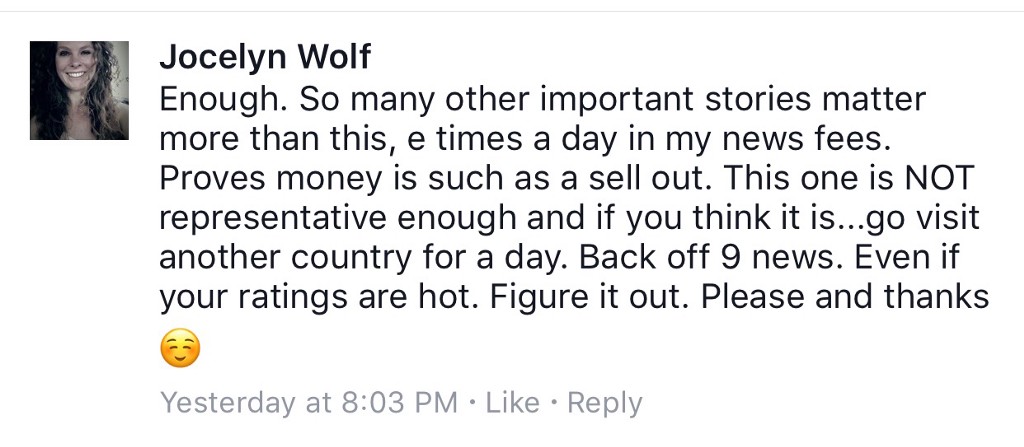 Jocelyn Wolf
Enough. So many other important stories matter
more than this, e times a day in my news fees.
Proves money is such as a sell out. This one is NOT
representative enough and if you think it is...go visit
another country for a day. Back off 9 news. Even if
your ratings are hot. Figure it out. Please and thanks
☺️
Yesterday at 8:03 PM · Like · Reply